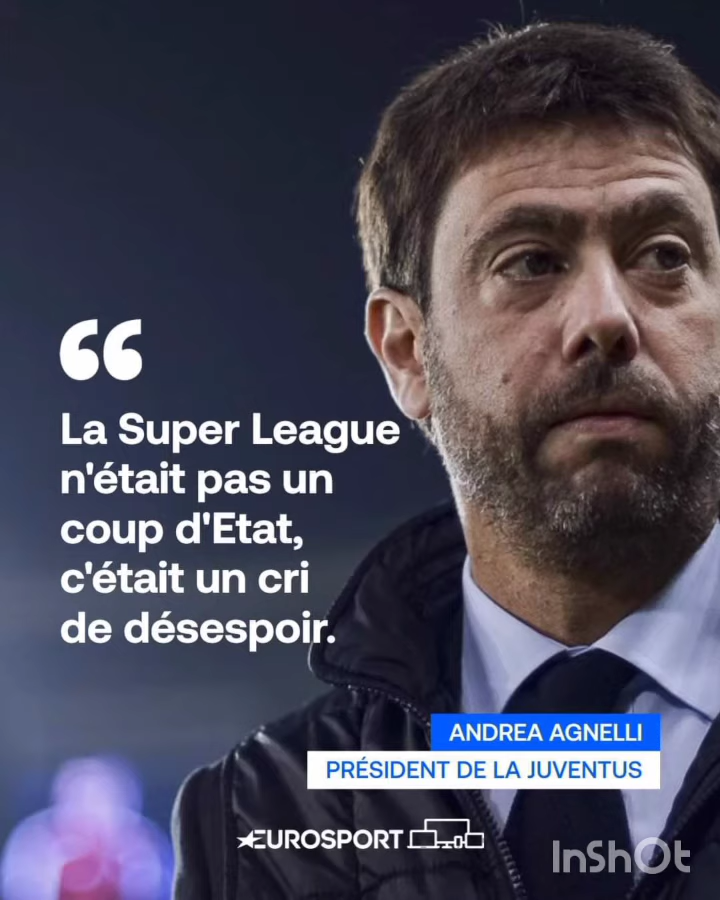 “
La Super League
n'était pas un
coup d'Etat,
c'était un cri
de désespoir.
ANDREA AGNELLI
PRÉSIDENT DE LA JUVENTUS
EUROSPORT
InShOt